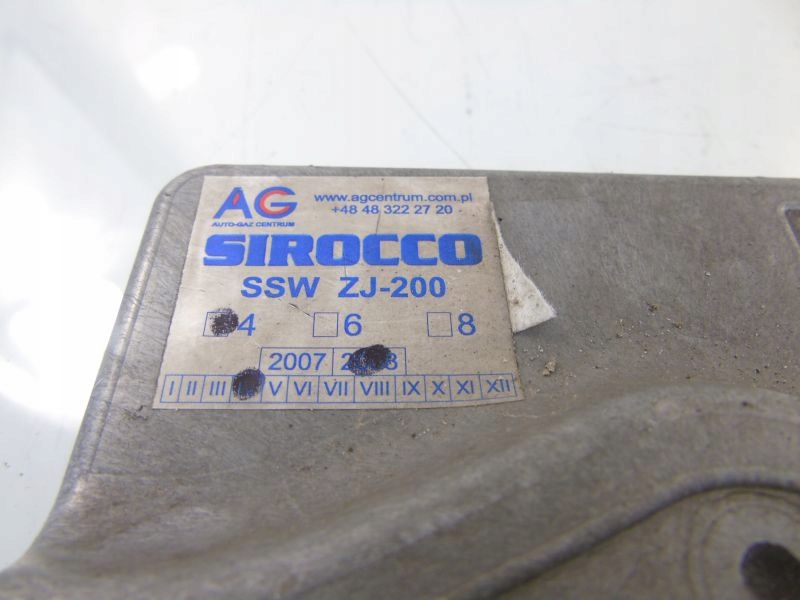 AG
AUTO-GAZ CENTRUM
www.agcentrum.com.pl
+48 48 322 27 20
SIROCCO
SSW ZJ-200
4 6 8
2007
I II III V VI VII VIII IX X XI XII